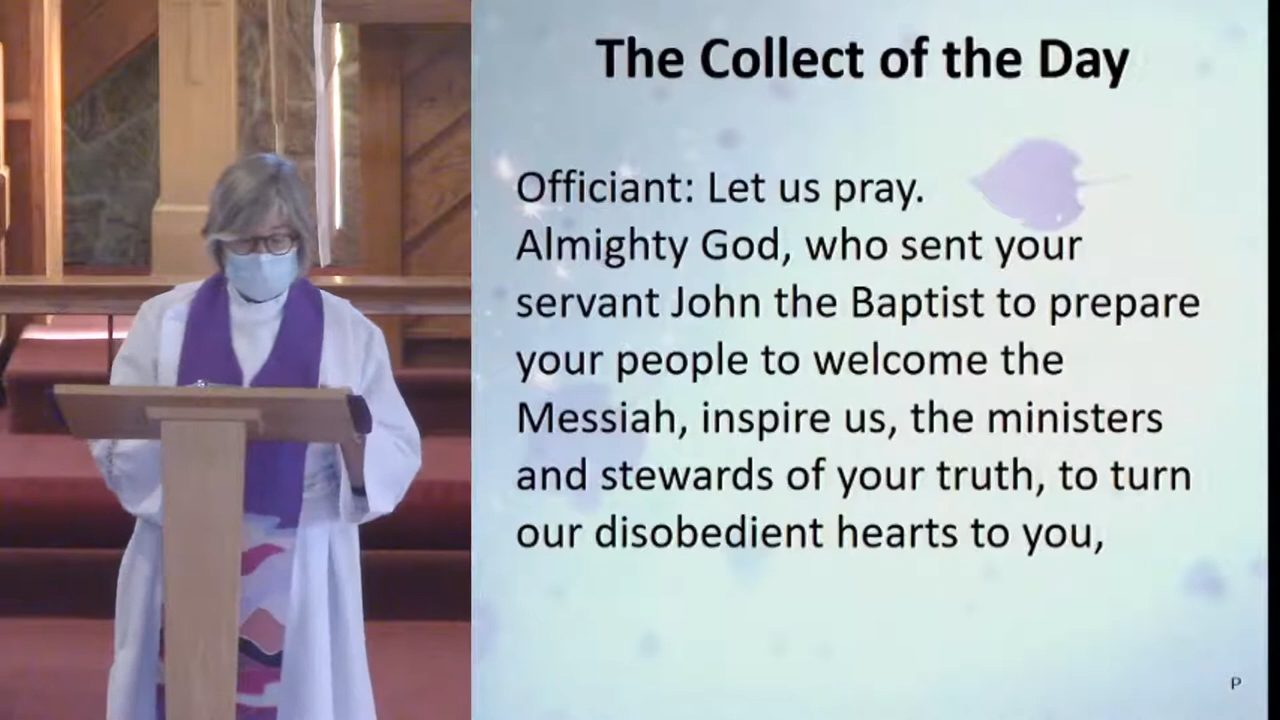 The Collect of the Day
Officiant: Let us pray.
Almighty God, who sent your
servant John the Baptist to prepare
your people to welcome the
Messiah, inspire us, the ministers
and stewards of your truth, to turn
our disobedient hearts to you,
P